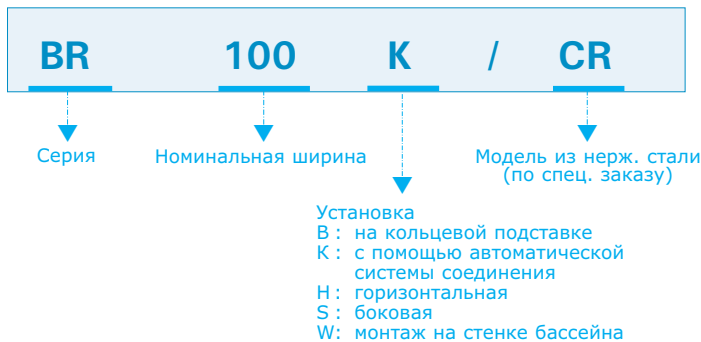 BR 100 K / CR
Серия
Номинальная ширина
Модель из нерж. стали
(по спец. заказу)
Установка
B : на кольцевой подставке
K : с помощью автоматической
системы соединения
H : горизонтальная
S : боковая
W: монтаж на стенке бассейна